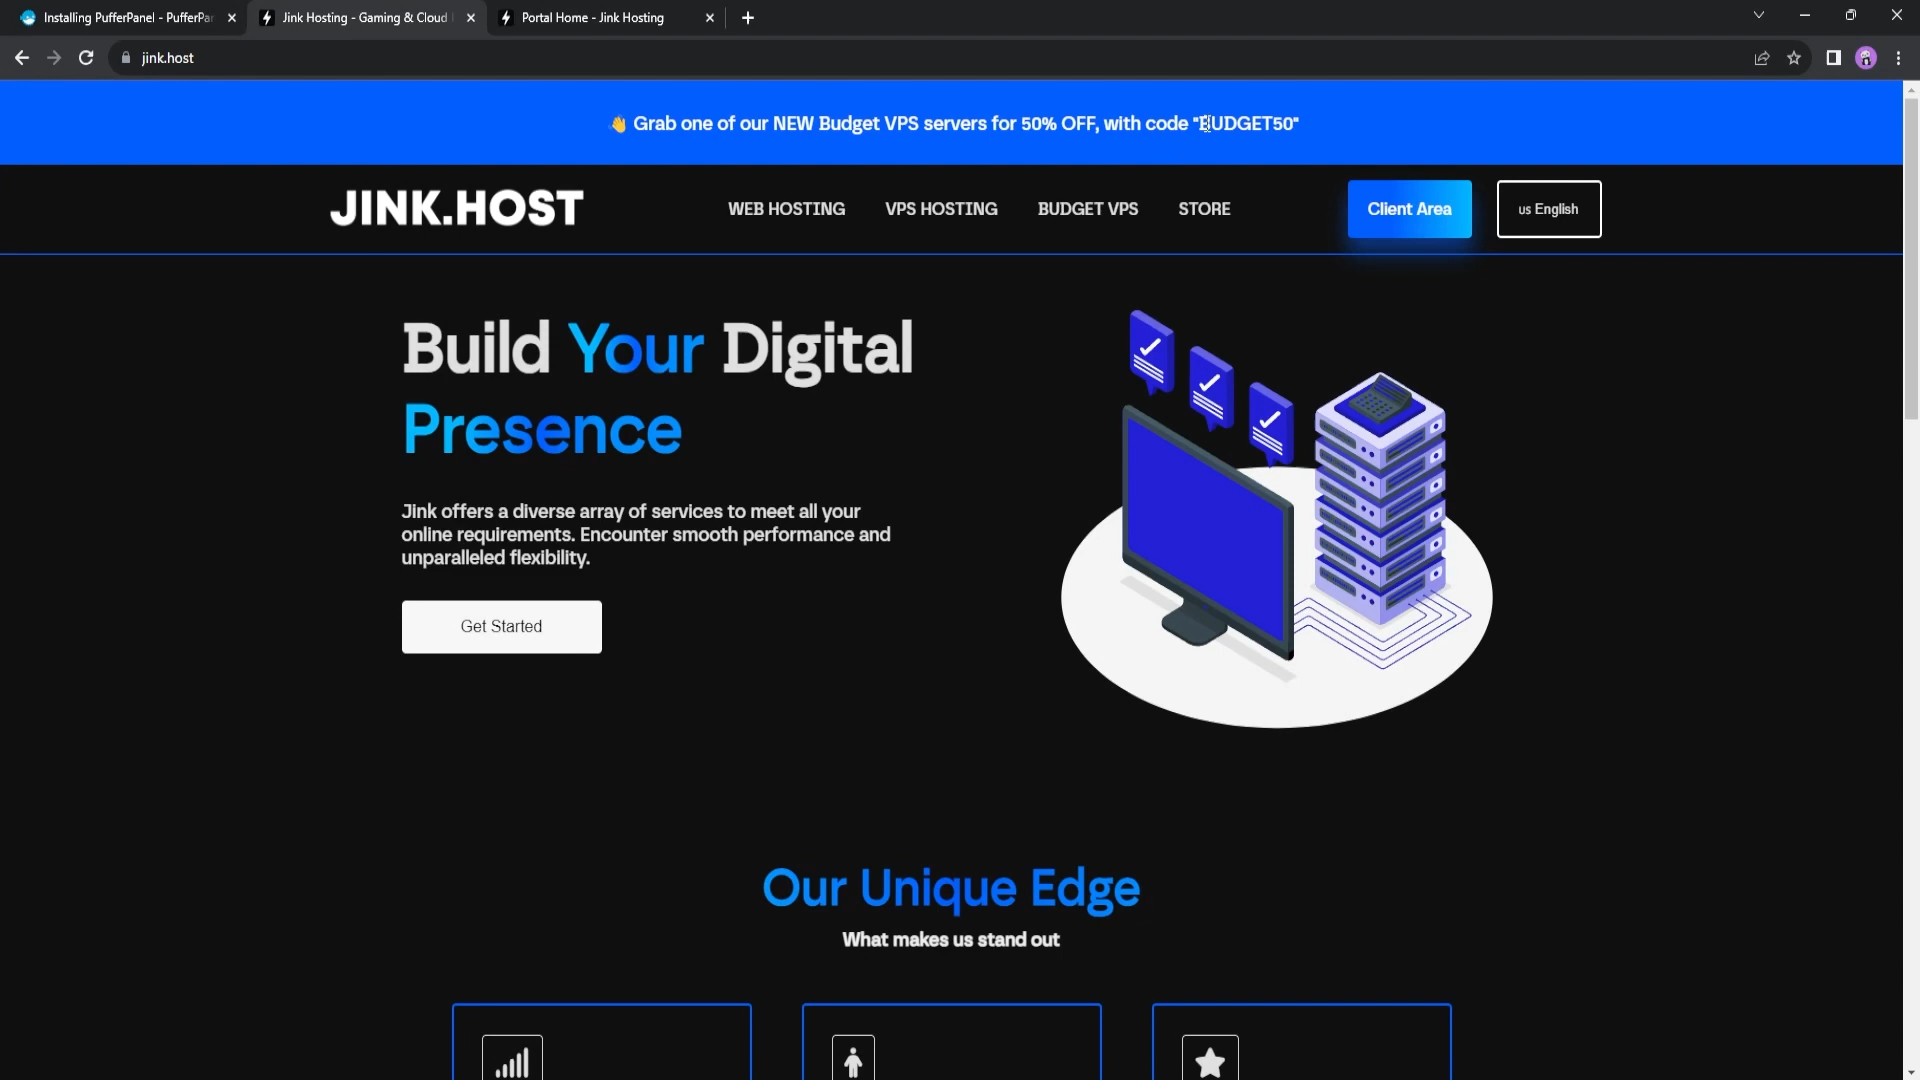 Installing PufferPanel - PufferPa
Jink Hosting - Gaming & Cloud
Portal Home - Jink Hosting
jink.host
👋 Grab one of our NEW Budget VPS servers for 50% OFF, with code "BUDGET50"
JINK.HOST
WEB HOSTING
VPS HOSTING
BUDGET VPS
STORE
Client Area
us English
Build Your Digital
Presence
Jink offers a diverse array of services to meet all your
online requirements. Encounter smooth performance and
unparalleled flexibility.
Get Started
Our Unique Edge
What makes us stand out